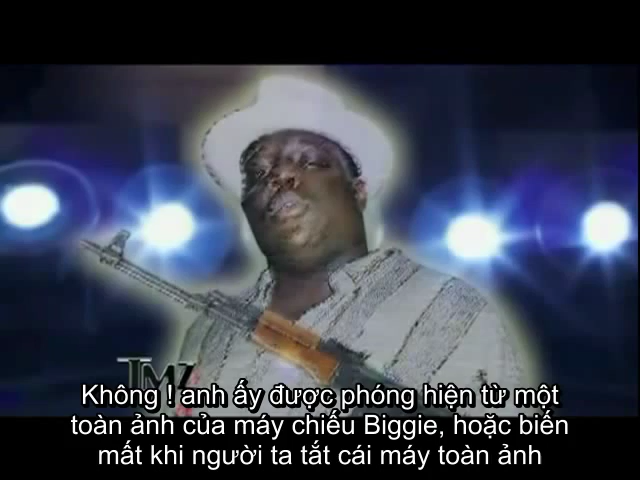 TMZ
Không ! anh ấy được phóng hiện từ một
toàn ảnh của máy chiếu Biggie, hoặc biến
mất khi người ta tắt cái máy toàn ảnh